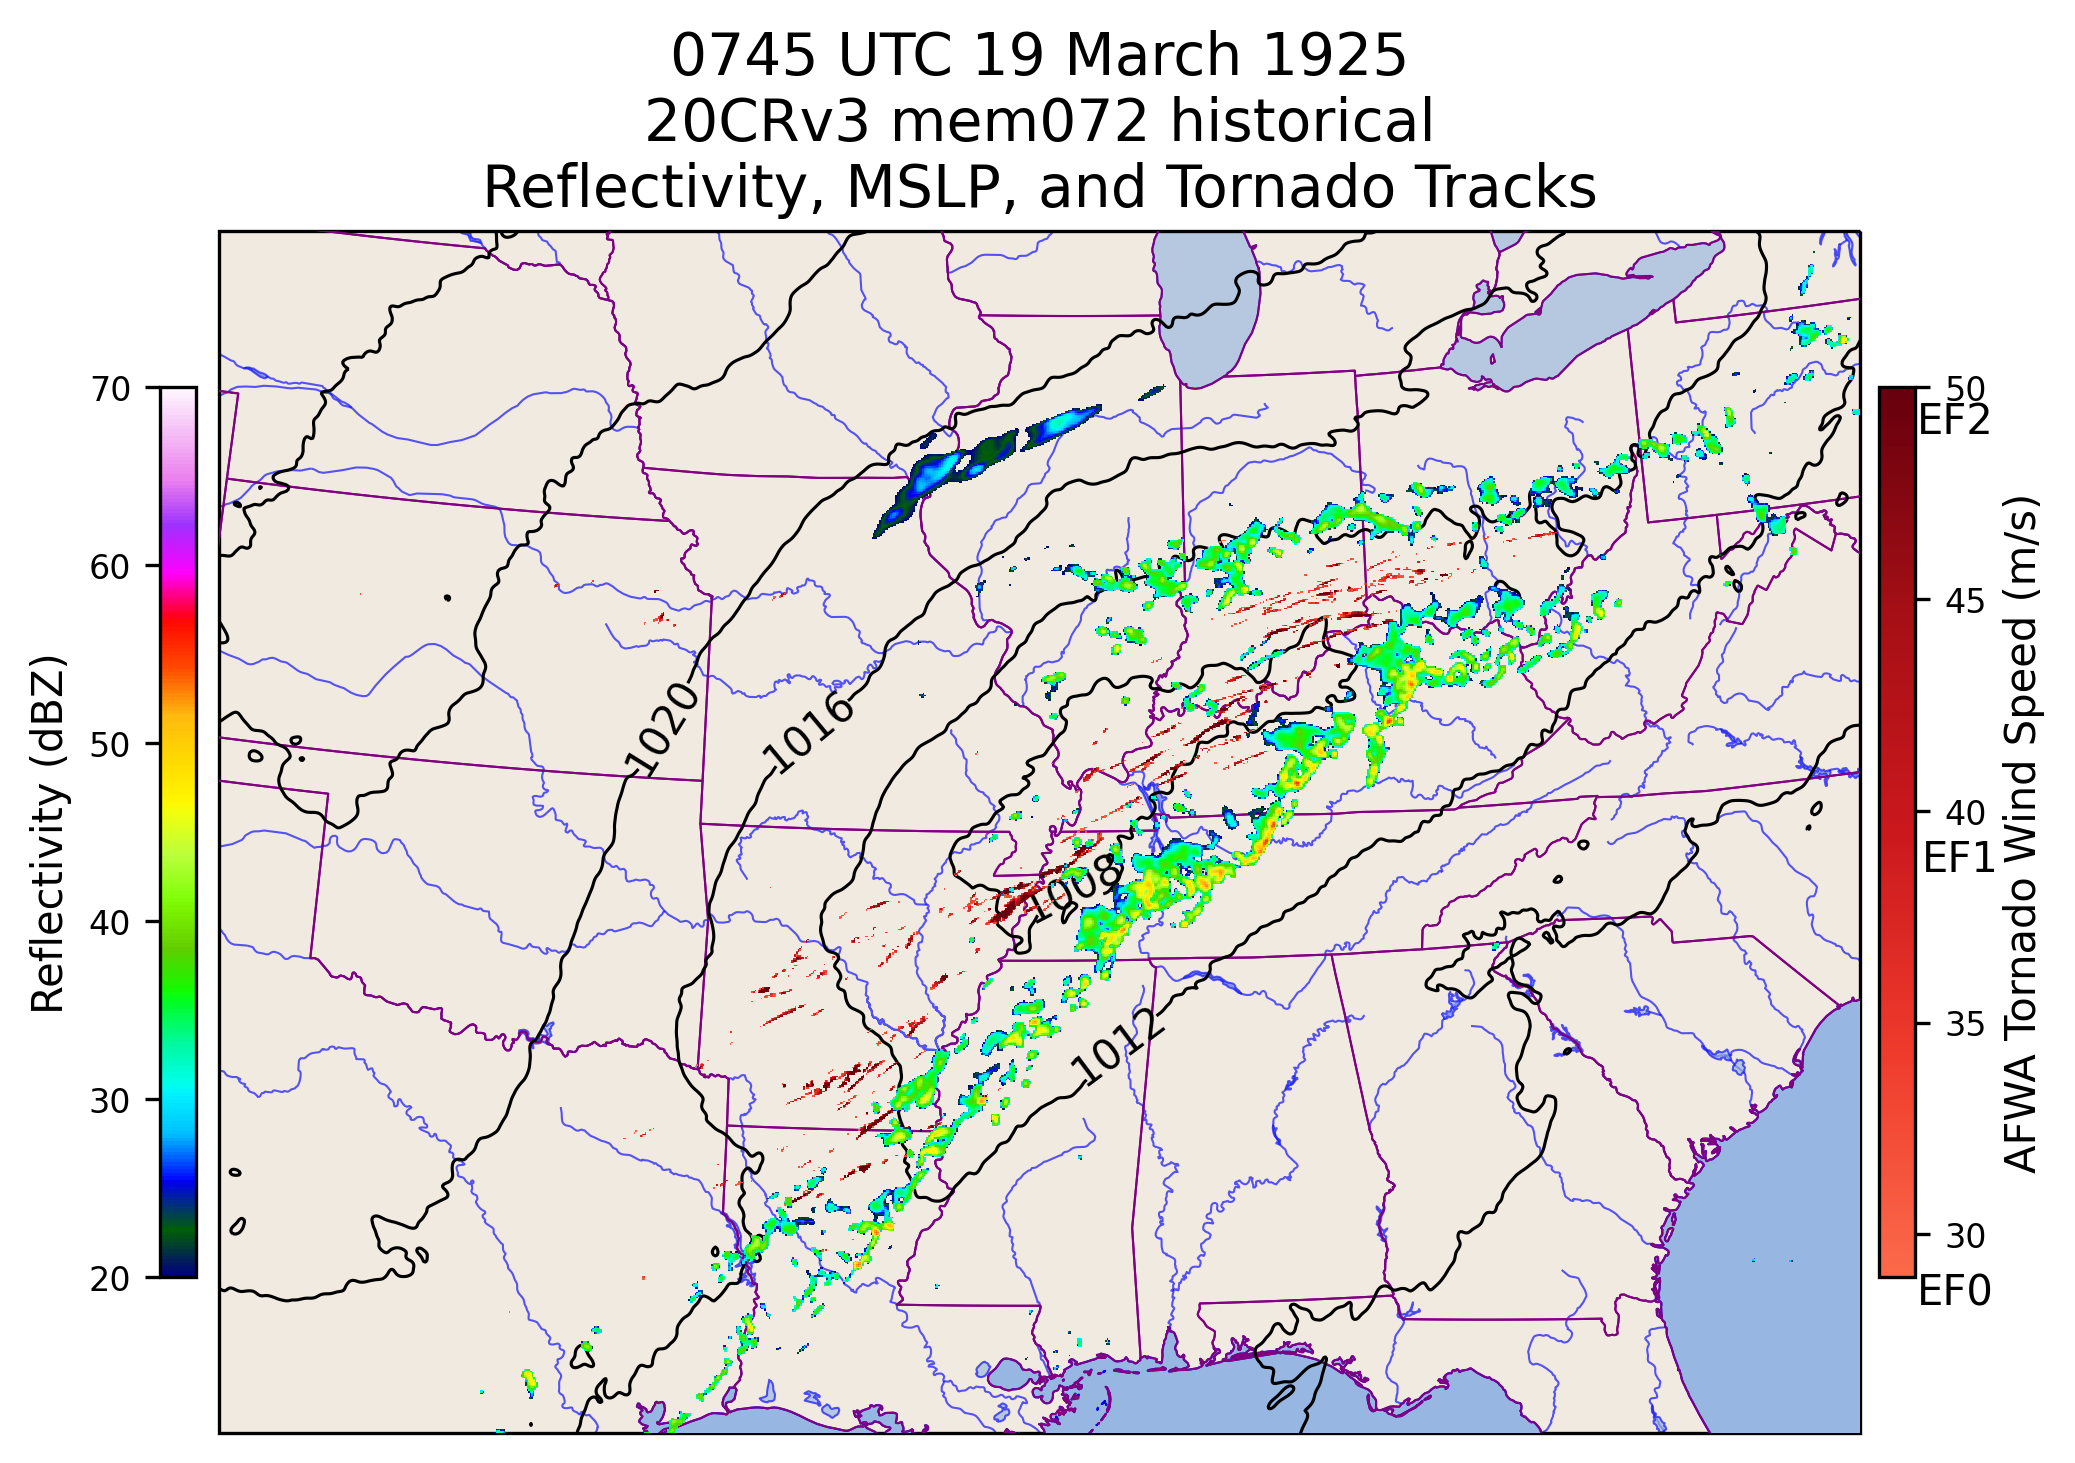 0745 UTC 19 March 1925
20CRv3 mem072 historical
Reflectivity, MSLP, and Tornado Tracks
70
60
50
40
30
20
Reflectivity (dBZ)
1020
1016
1008
1012
50
EF2
45
40
EF1
35
30
EF0
AFWA Tornado Wind Speed (m/s)